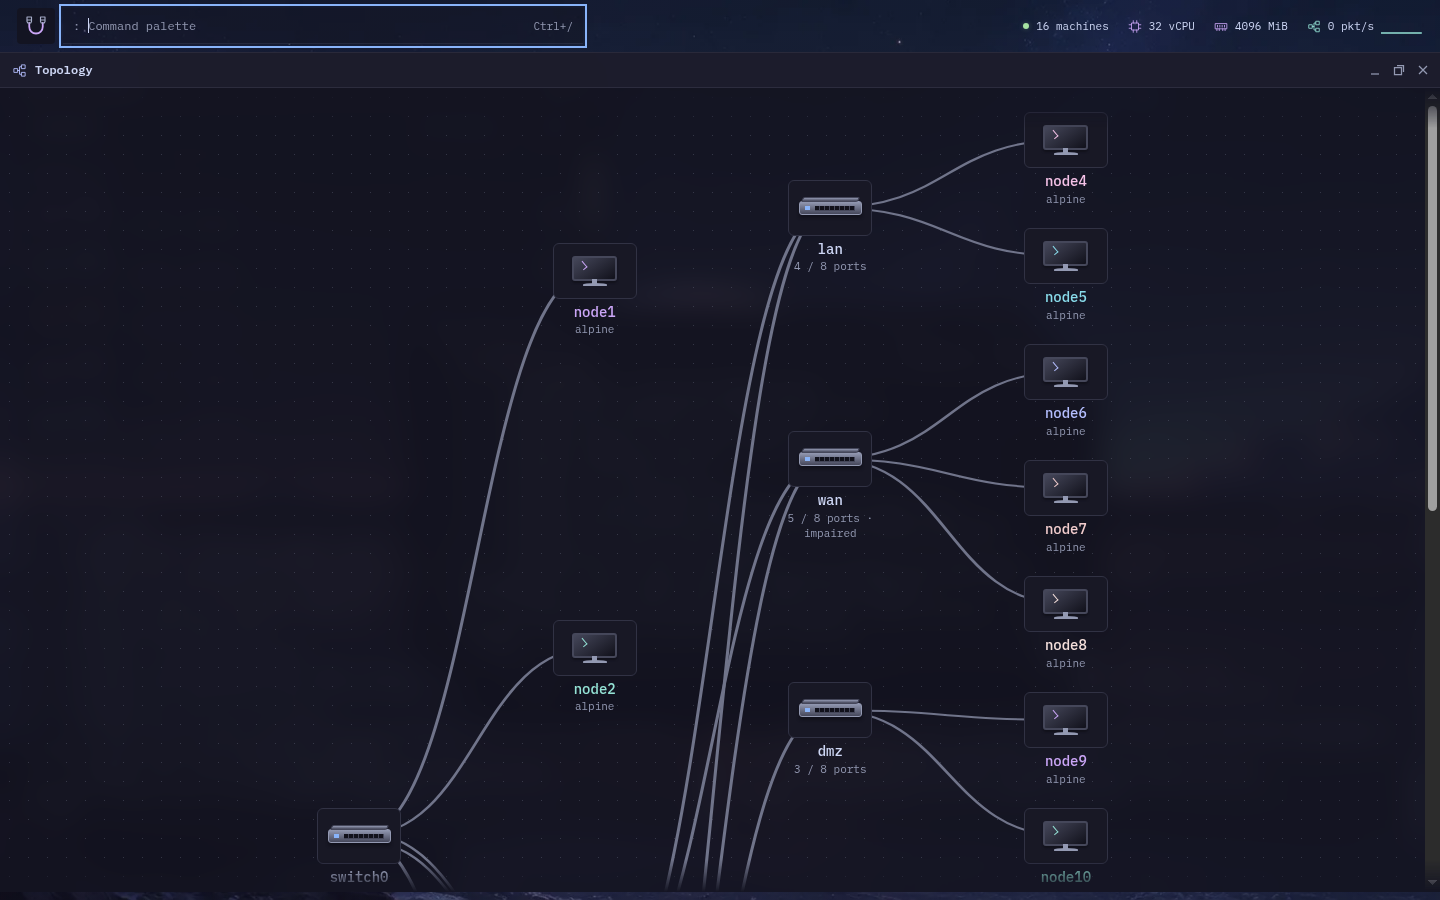 : Command palette Ctrl+/
16 machines 32 vCPU 4096 MiB 0 pkt/s
Topology
node4
alpine
lan
4 / 8 ports
node5
alpine
node1
alpine
node6
alpine
wan
5 / 8 ports ·
impaired
node7
alpine
node8
alpine
node2
alpine
dmz
3 / 8 ports
node9
alpine
switch0
node10